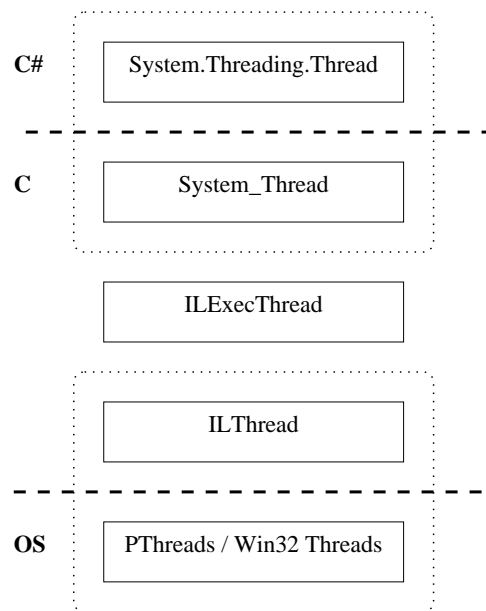 C# System.Threading.Thread
C System_Thread
ILExecThread
ILThread
OS PThreads / Win32 Threads